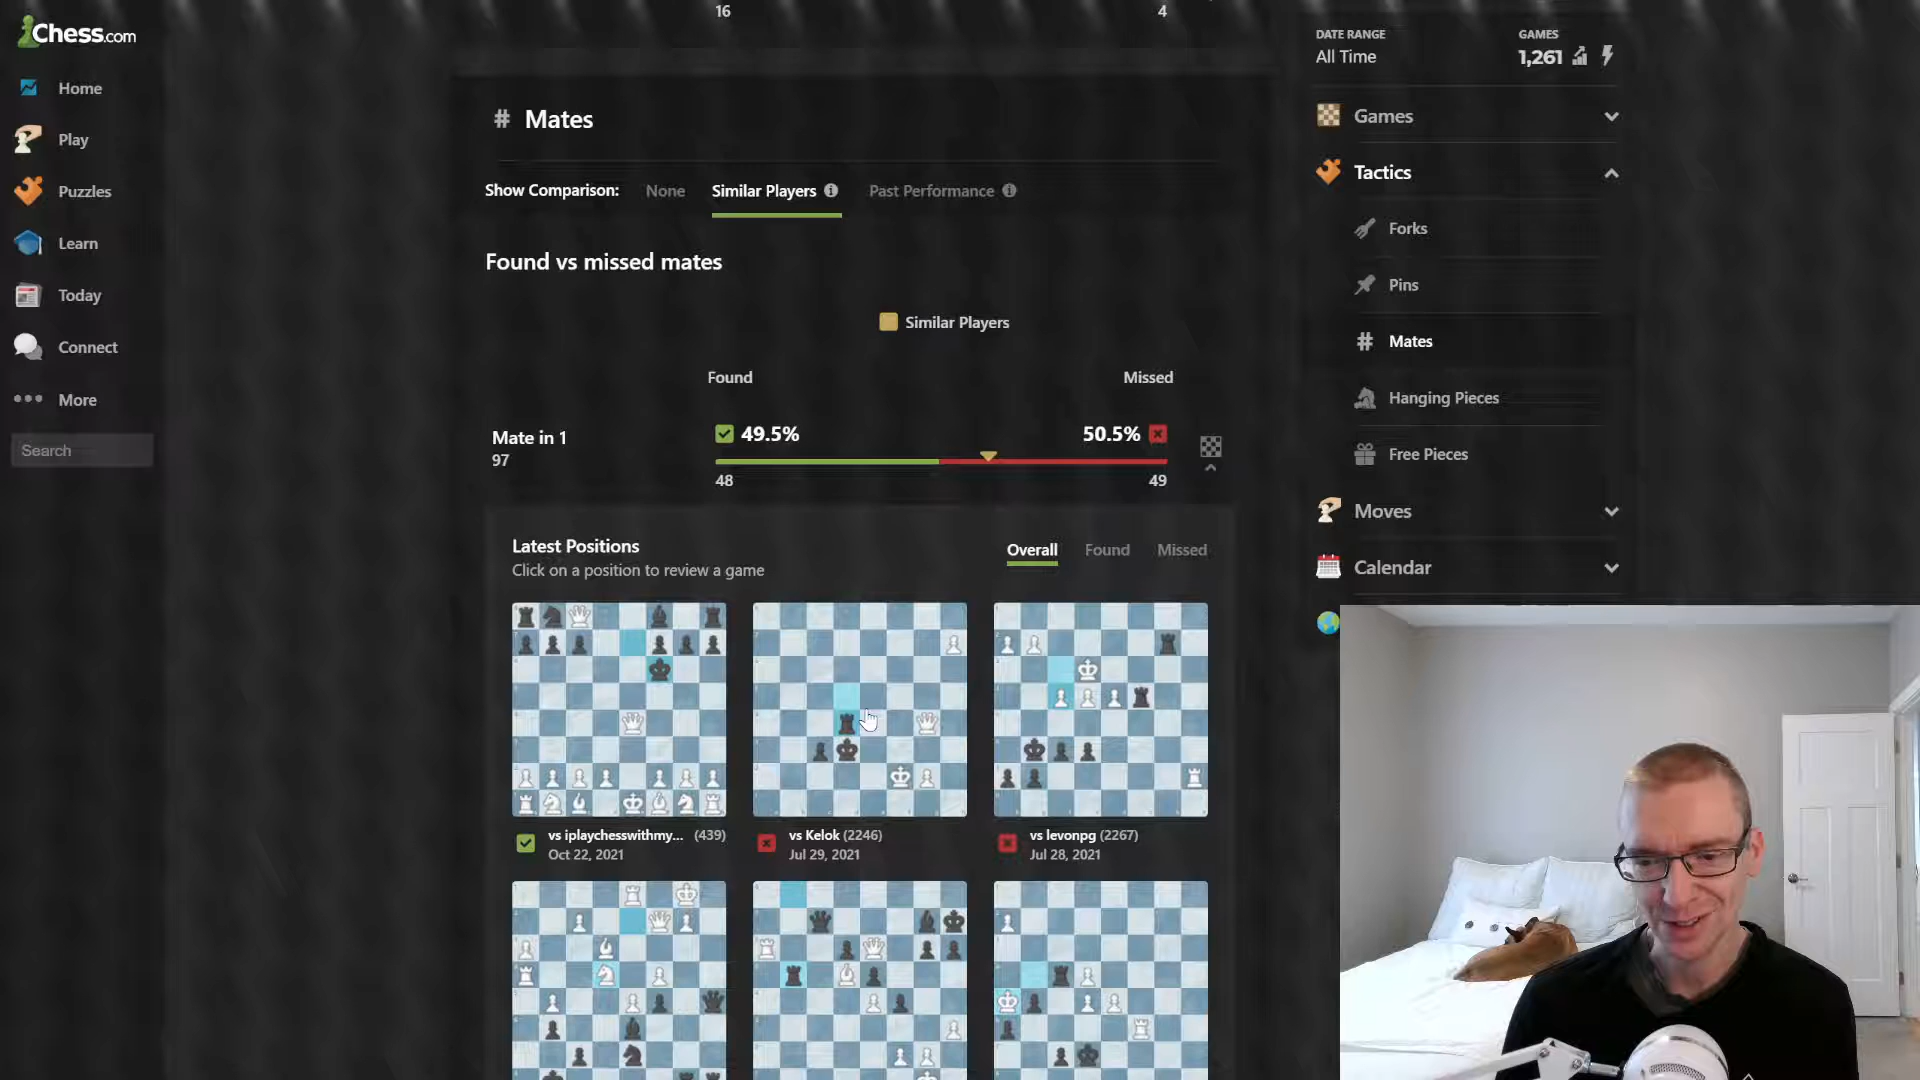 16
4
Chess.com
Home
Play
Puzzles
Learn
Today
Connect
More
Search
# Mates
Show Comparison: None Similar Players Past Performance
Found vs missed mates
Similar Players
Found Missed
Mate in 1
97
49.5% 50.5%
48 49
Latest Positions
Click on a position to review a game
Overall Found Missed
vs iplaychesswithmy... (439)
Oct 22, 2021
vs Kelok (2246)
Jul 29, 2021
vs levonpg (2267)
Jul 28, 2021
DATE RANGE
All Time
GAMES
1,261
Games
Tactics
Forks
Pins
# Mates
Hanging Pieces
Free Pieces
Moves
Calendar